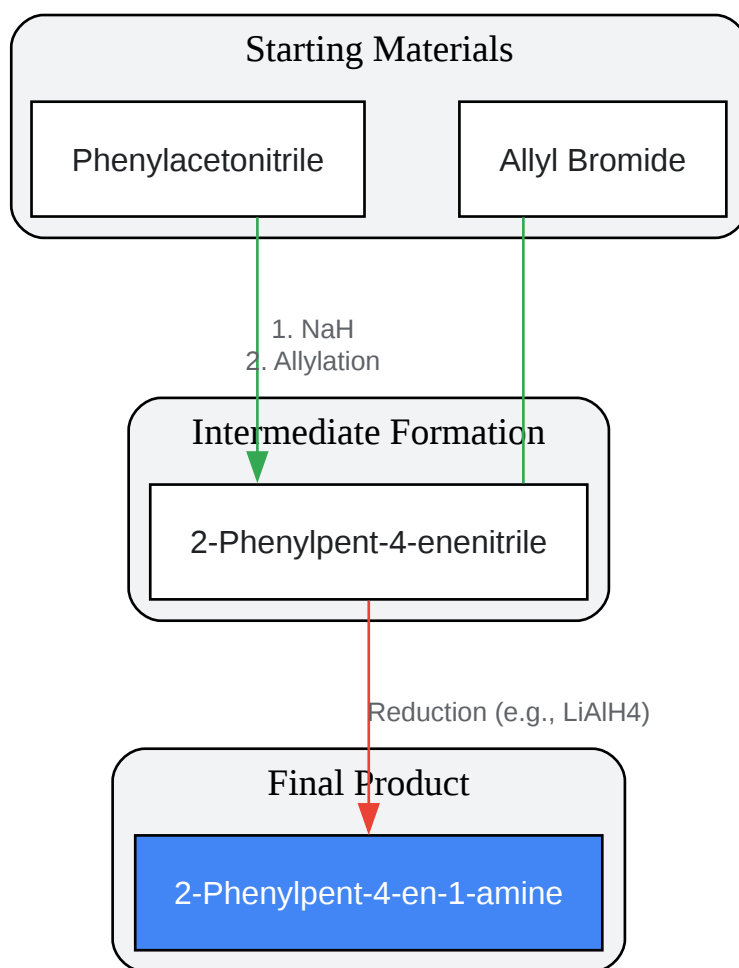 Starting Materials
Phenylacetonitrile
Allyl Bromide
1. NaH
2. Allylation
Intermediate Formation
2-Phenylpent-4-enenitrile
Reduction (e.g., LiAlH4)
Final Product
2-Phenylpent-4-en-1-amine